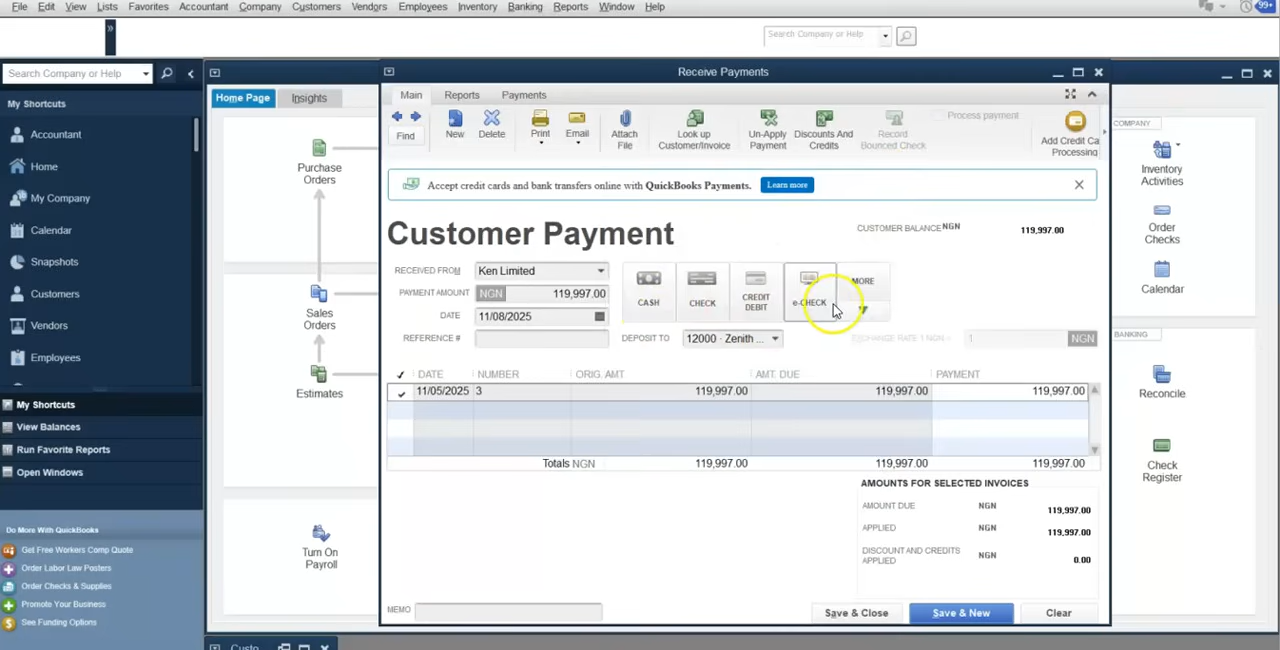 File Edit View Lists Favorites Accountant Company Customers Vendors Employees Inventory Banking Reports Window Help
99+
Search Company or Help
Search Company or Help
My Shortcuts
Accountant
Home
My Company
Calendar
Snapshots
Customers
Vendors
Employees
My Shortcuts
View Balances
Run Favorite Reports
Open Windows
Do More With QuickBooks
Get Free Workers Comp Quote
Order Labor Law Posters
Order Checks & Supplies
Promote Your Business
See Funding Options
Home Page Insights
Purchase
Orders
Sales
Orders
Estimates
Turn On
Payroll
Custo
Receive Payments
Main Reports Payments
Find
New
Delete
Print
Email
Attach
File
Look up
Customer/Invoice
Un-Apply
Payment
Discounts And
Credits
Record
Bounced Check
Process payment
Add Credit Ca
Processing
Accept credit cards and bank transfers online with QuickBooks Payments. Learn more
Customer Payment
CUSTOMER BALANCE NGN 119,997.00
RECEIVED FROM Ken Limited
PAYMENT AMOUNT NGN 119,997.00
DATE 11/08/2025
REFERENCE #
CASH
CHECK
CREDIT
DEBIT
e-CHECK
MORE
DEPOSIT TO 12000 · Zenith ...
EXCHANGE RATE 1 NGN = 1 NGN
✓ DATE NUMBER ORIG. AMT. AMT. DUE PAYMENT
✓ 11/05/2025 3 119,997.00 119,997.00 119,997.00
Totals NGN 119,997.00 119,997.00 119,997.00
AMOUNTS FOR SELECTED INVOICES
AMOUNT DUE NGN 119,997.00
APPLIED NGN 119,997.00
DISCOUNT AND CREDITS
APPLIED NGN 0.00
MEMO
Save & Close Save & New Clear
COMPANY
Inventory
Activities
Order
Checks
Calendar
BANKING
Reconcile
Check
Register